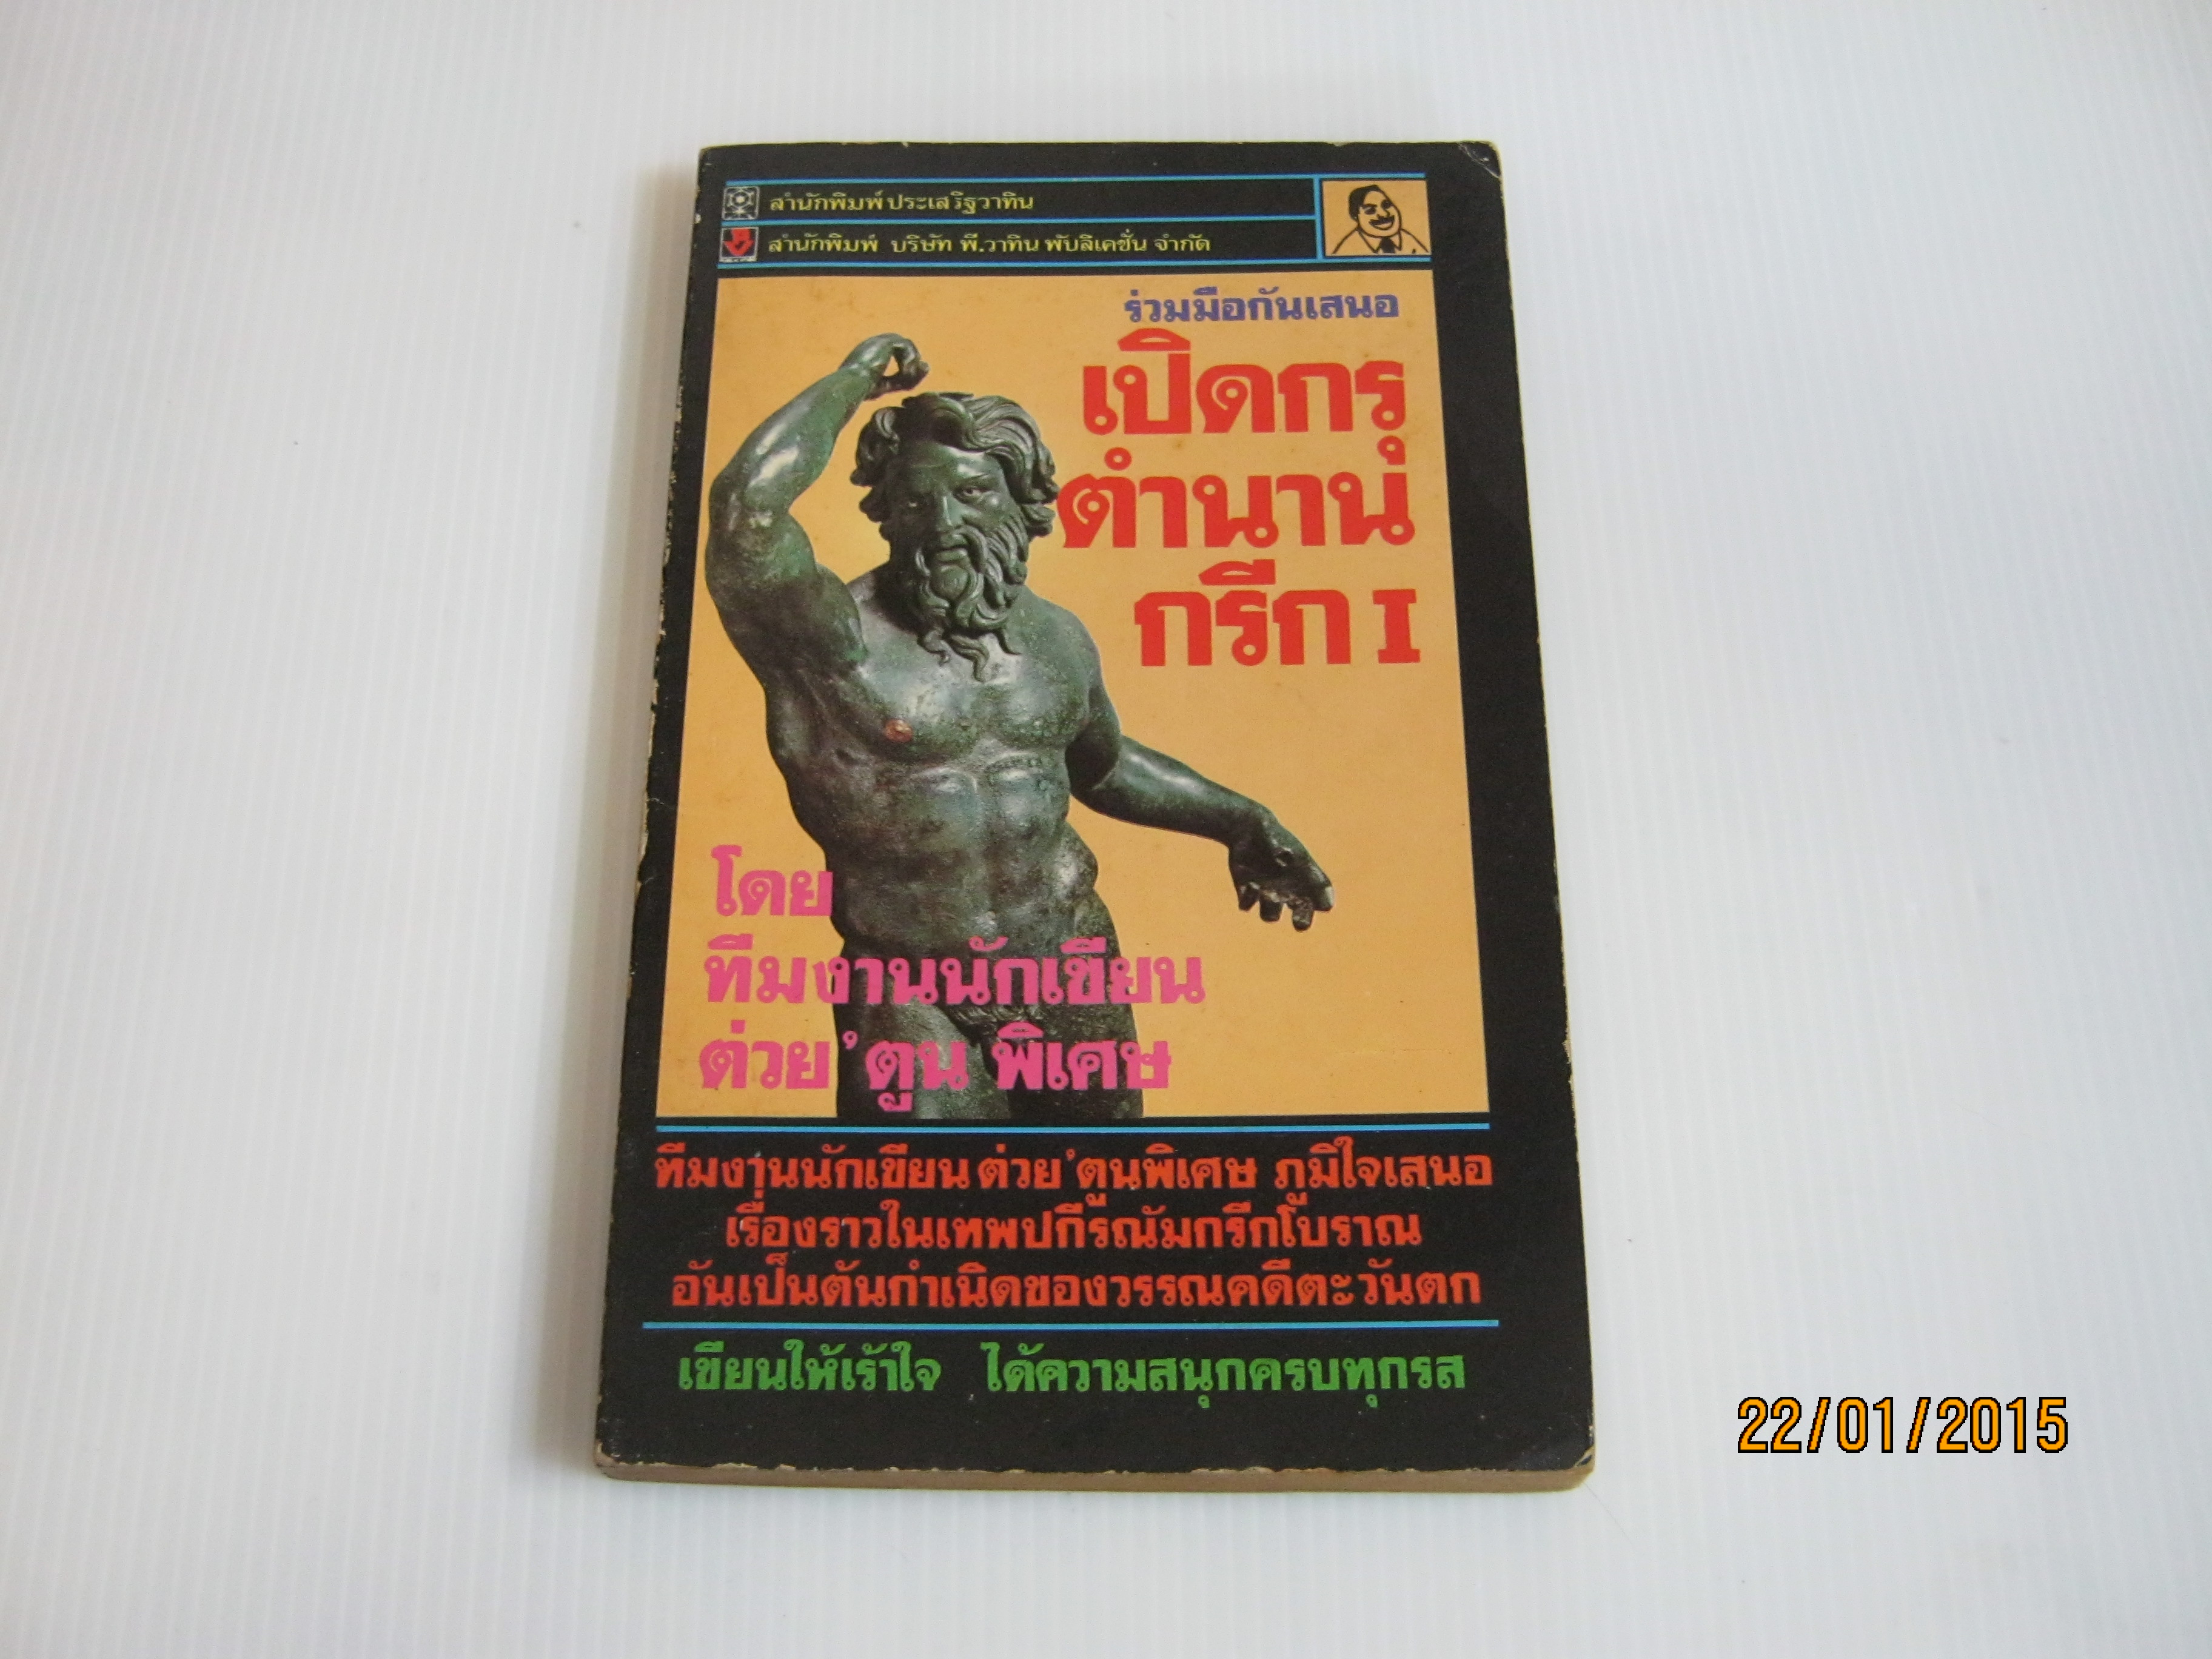 สำนักพิมพ์ประเสริฐวาทิน
สำนักพิมพ์ บริษัท พี.วาทิน พับลิเคชั่น จำกัด
ร่วมมือกันเสนอ
เปิดกรุ
ตำนาน
กรีก I
โดย
ทีมงานนักเขียน
ต่วย'ตูน พิเศษ
ทีมงานนักเขียน ต่วย'ตูนพิเศษ ภูมิใจเสนอ
เรื่องราวในเทพปกีรณัมกรีกโบราณ
อันเป็นต้นกำเนิดของวรรณคดีตะวันตก
เขียนให้เร้าใจ ได้ความสนุกครบทุกรส
22/01/2015